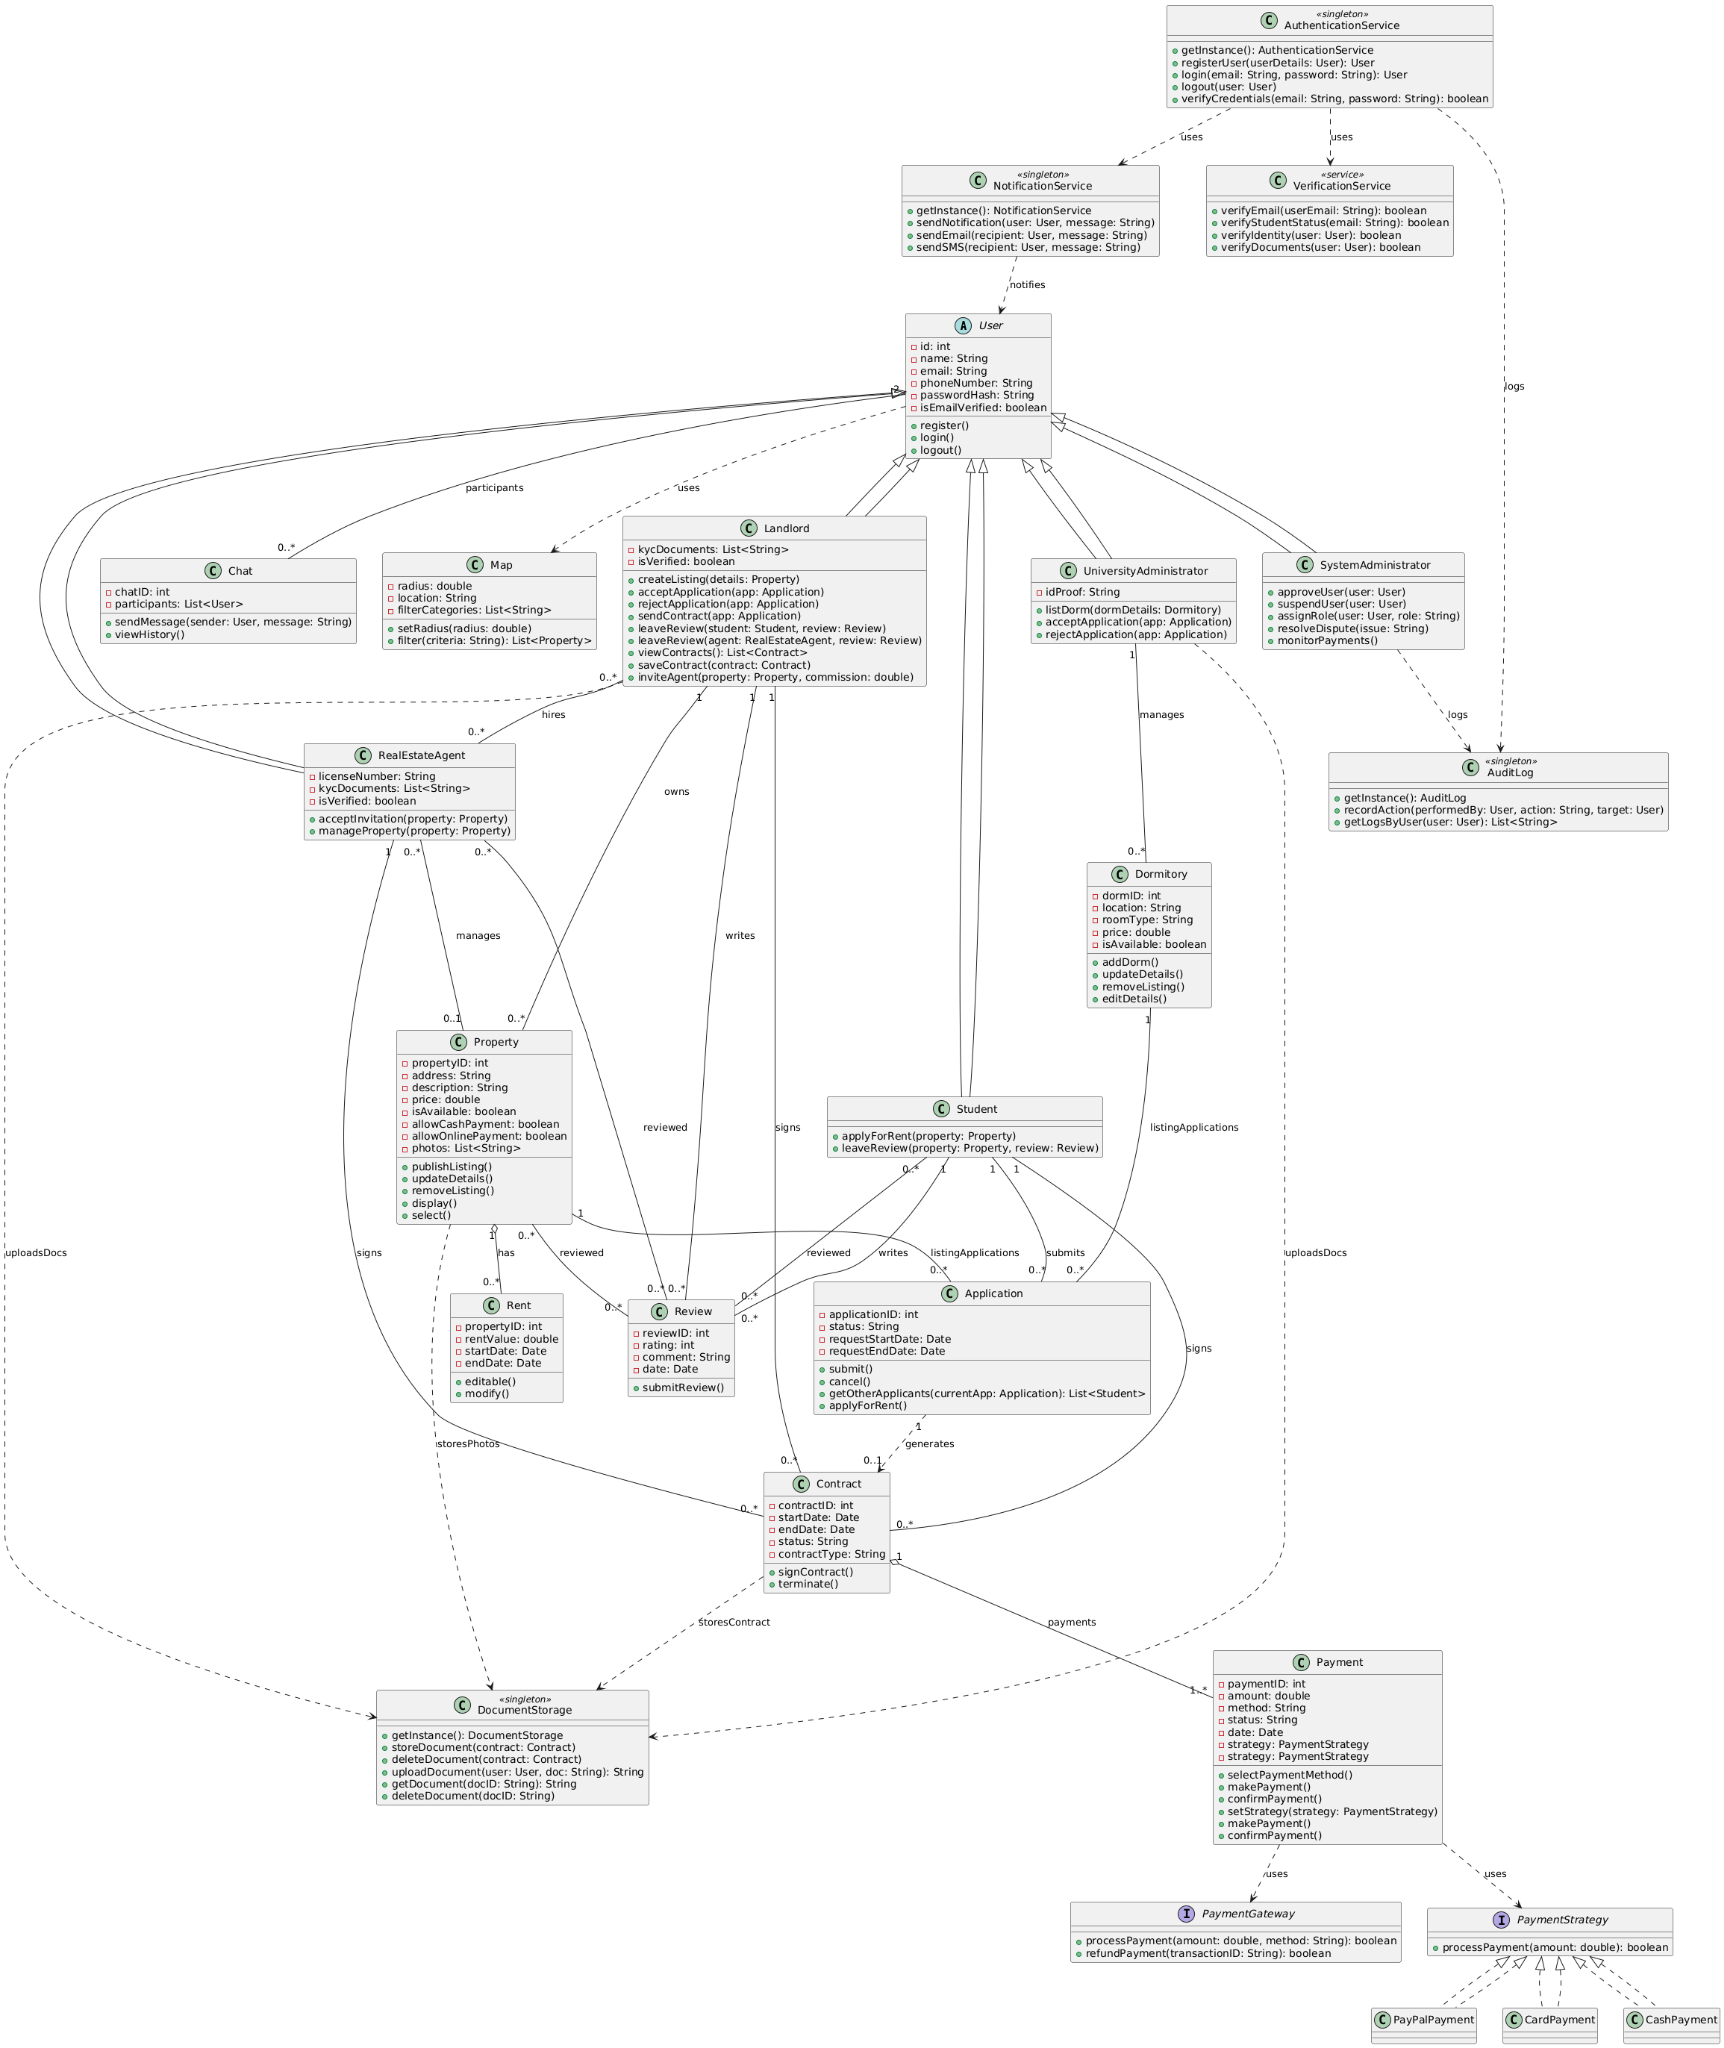 «singleton»
AuthenticationService
getInstance(): AuthenticationService
registerUser(userDetails: User): User
login(email: String, password: String): User
logout(user: User)
verifyCredentials(email: String, password: String): boolean
uses
uses
logs
«singleton»
NotificationService
getInstance(): NotificationService
sendNotification(user: User, message: String)
sendEmail(recipient: User, message: String)
sendSMS(recipient: User, message: String)
«service»
VerificationService
verifyEmail(userEmail: String): boolean
verifyStudentStatus(email: String): boolean
verifyIdentity(user: User): boolean
verifyDocuments(user: User): boolean
notifies
A
User
id: int
name: String
email: String
phoneNumber: String
passwordHash: String
isEmailVerified: boolean
register()
login()
logout()
2
participants
0..*
uses
C
Chat
chatID: int
participants: List<User>
sendMessage(sender: User, message: String)
viewHistory()
C
Map
radius: double
location: String
filterCategories: List<String>
setRadius(radius: double)
filter(criteria: String): List<Property>
C
Landlord
kycDocuments: List<String>
isVerified: boolean
createListing(details: Property)
acceptApplication(app: Application)
rejectApplication(app: Application)
sendContract(app: Application)
leaveReview(student: Student, review: Review)
leaveReview(agent: RealEstateAgent, review: Review)
viewContracts(): List<Contract>
saveContract(contract: Contract)
inviteAgent(property: Property, commission: double)
C
UniversityAdministrator
idProof: String
listDorm(dormDetails: Dormitory)
acceptApplication(app: Application)
rejectApplication(app: Application)
C
SystemAdministrator
approveUser(user: User)
suspendUser(user: User)
assignRole(user: User, role: String)
resolveDispute(issue: String)
monitorPayments()
0..*
hires
0..*
1
1
1
1
manages
0..*
logs
C
RealEstateAgent
licenseNumber: String
kycDocuments: List<String>
isVerified: boolean
acceptInvitation(property: Property)
manageProperty(property: Property)
«singleton»
AuditLog
getInstance(): AuditLog
recordAction(performedBy: User, action: String, target: User)
getLogsByUser(user: User): List<String>
owns
1
0..*
0..*
manages
writes
0..1
0..*
C
Dormitory
dormID: int
location: String
roomType: String
price: double
isAvailable: boolean
addDorm()
updateDetails()
removeListing()
editDetails()
1
C
Property
propertyID: int
address: String
description: String
price: double
isAvailable: boolean
allowCashPayment: boolean
allowOnlinePayment: boolean
photos: List<String>
publishListing()
updateDetails()
removeListing()
display()
select()
reviewed
signs
C
Student
applyForRent(property: Property)
leaveReview(property: Property, review: Review)
listingApplications
0..*
1
1
1
1
1
0..*
uploadsDocs
signs
has
reviewed
reviewed
writes
listingApplications
submits
uploadsDocs
0..*
0..*
0..*
0..*
0..*
0..*
0..*
0..*
0..*
signs
C
Rent
propertyID: int
rentValue: double
startDate: Date
endDate: Date
editable()
modify()
C
Review
reviewID: int
rating: int
comment: String
date: Date
submitReview()
C
Application
applicationID: int
status: String
requestStartDate: Date
requestEndDate: Date
submit()
cancel()
getOtherApplicants(currentApp: Application): List<Student>
applyForRent()
1
storesPhotos
generates
0..*
0..1
0..*
0..*
C
Contract
contractID: int
startDate: Date
endDate: Date
status: String
contractType: String
signContract()
terminate()
1
storesContract
payments
1..*
«singleton»
DocumentStorage
getInstance(): DocumentStorage
storeDocument(contract: Contract)
deleteDocument(contract: Contract)
uploadDocument(user: User, doc: String): String
getDocument(docID: String): String
deleteDocument(docID: String)
C
Payment
paymentID: int
amount: double
method: String
status: String
date: Date
strategy: PaymentStrategy
strategy: PaymentStrategy
selectPaymentMethod()
makePayment()
confirmPayment()
setStrategy(strategy: PaymentStrategy)
makePayment()
confirmPayment()
uses
uses
I
PaymentGateway
processPayment(amount: double, method: String): boolean
refundPayment(transactionID: String): boolean
I
PaymentStrategy
processPayment(amount: double): boolean
C
PayPalPayment
C
CardPayment
C
CashPayment